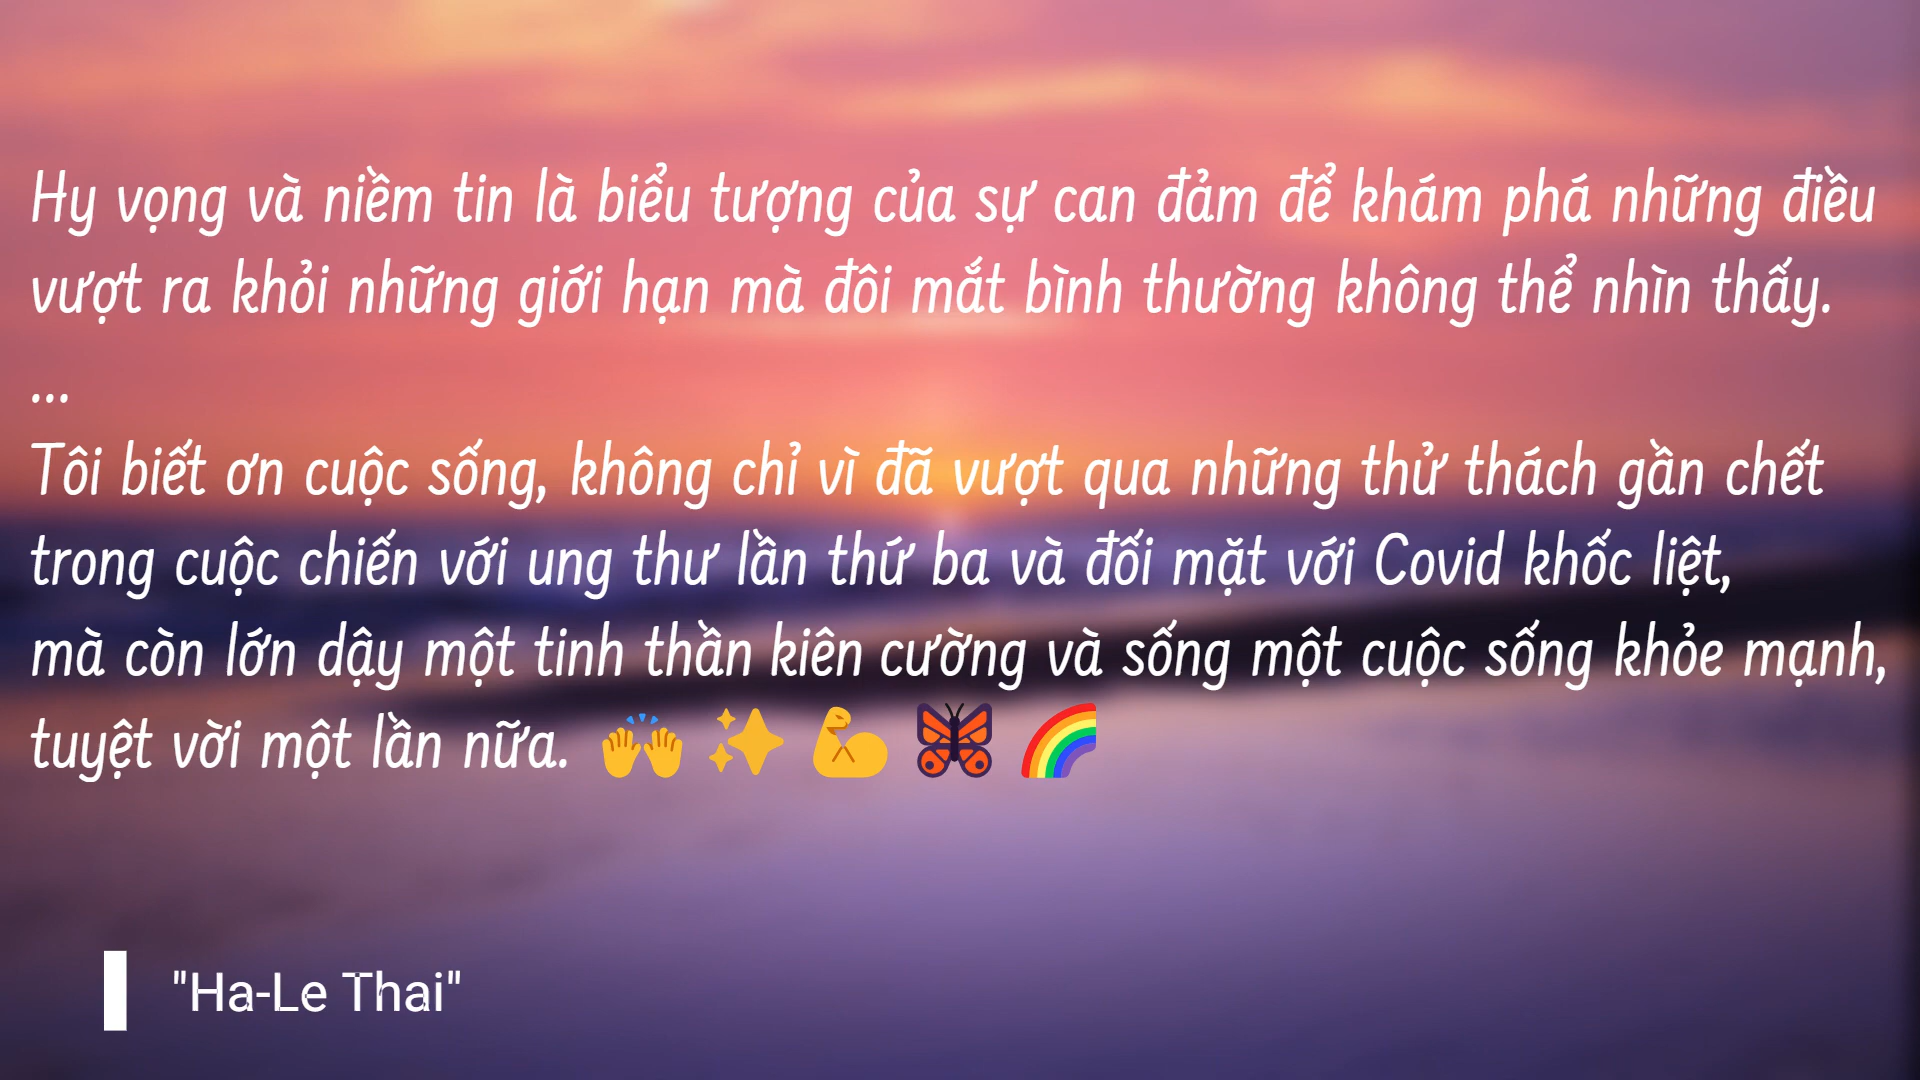 Hy vọng và niềm tin là biểu tượng của sự can đảm để khám phá những điều
vượt ra khỏi những giới hạn mà đôi mắt bình thường không thể nhìn thấy.
...
Tôi biết ơn cuộc sống, không chỉ vì đã vượt qua những thử thách gần chết
trong cuộc chiến với ung thư lần thứ ba và đối mặt với Covid khốc liệt,
mà còn lớn dậy một tinh thần kiên cường và sống một cuộc sống khỏe mạnh,
tuyệt vời một lần nữa. 🙌 ✨ 💪 🦋 🌈
"Ha-Le Thai"